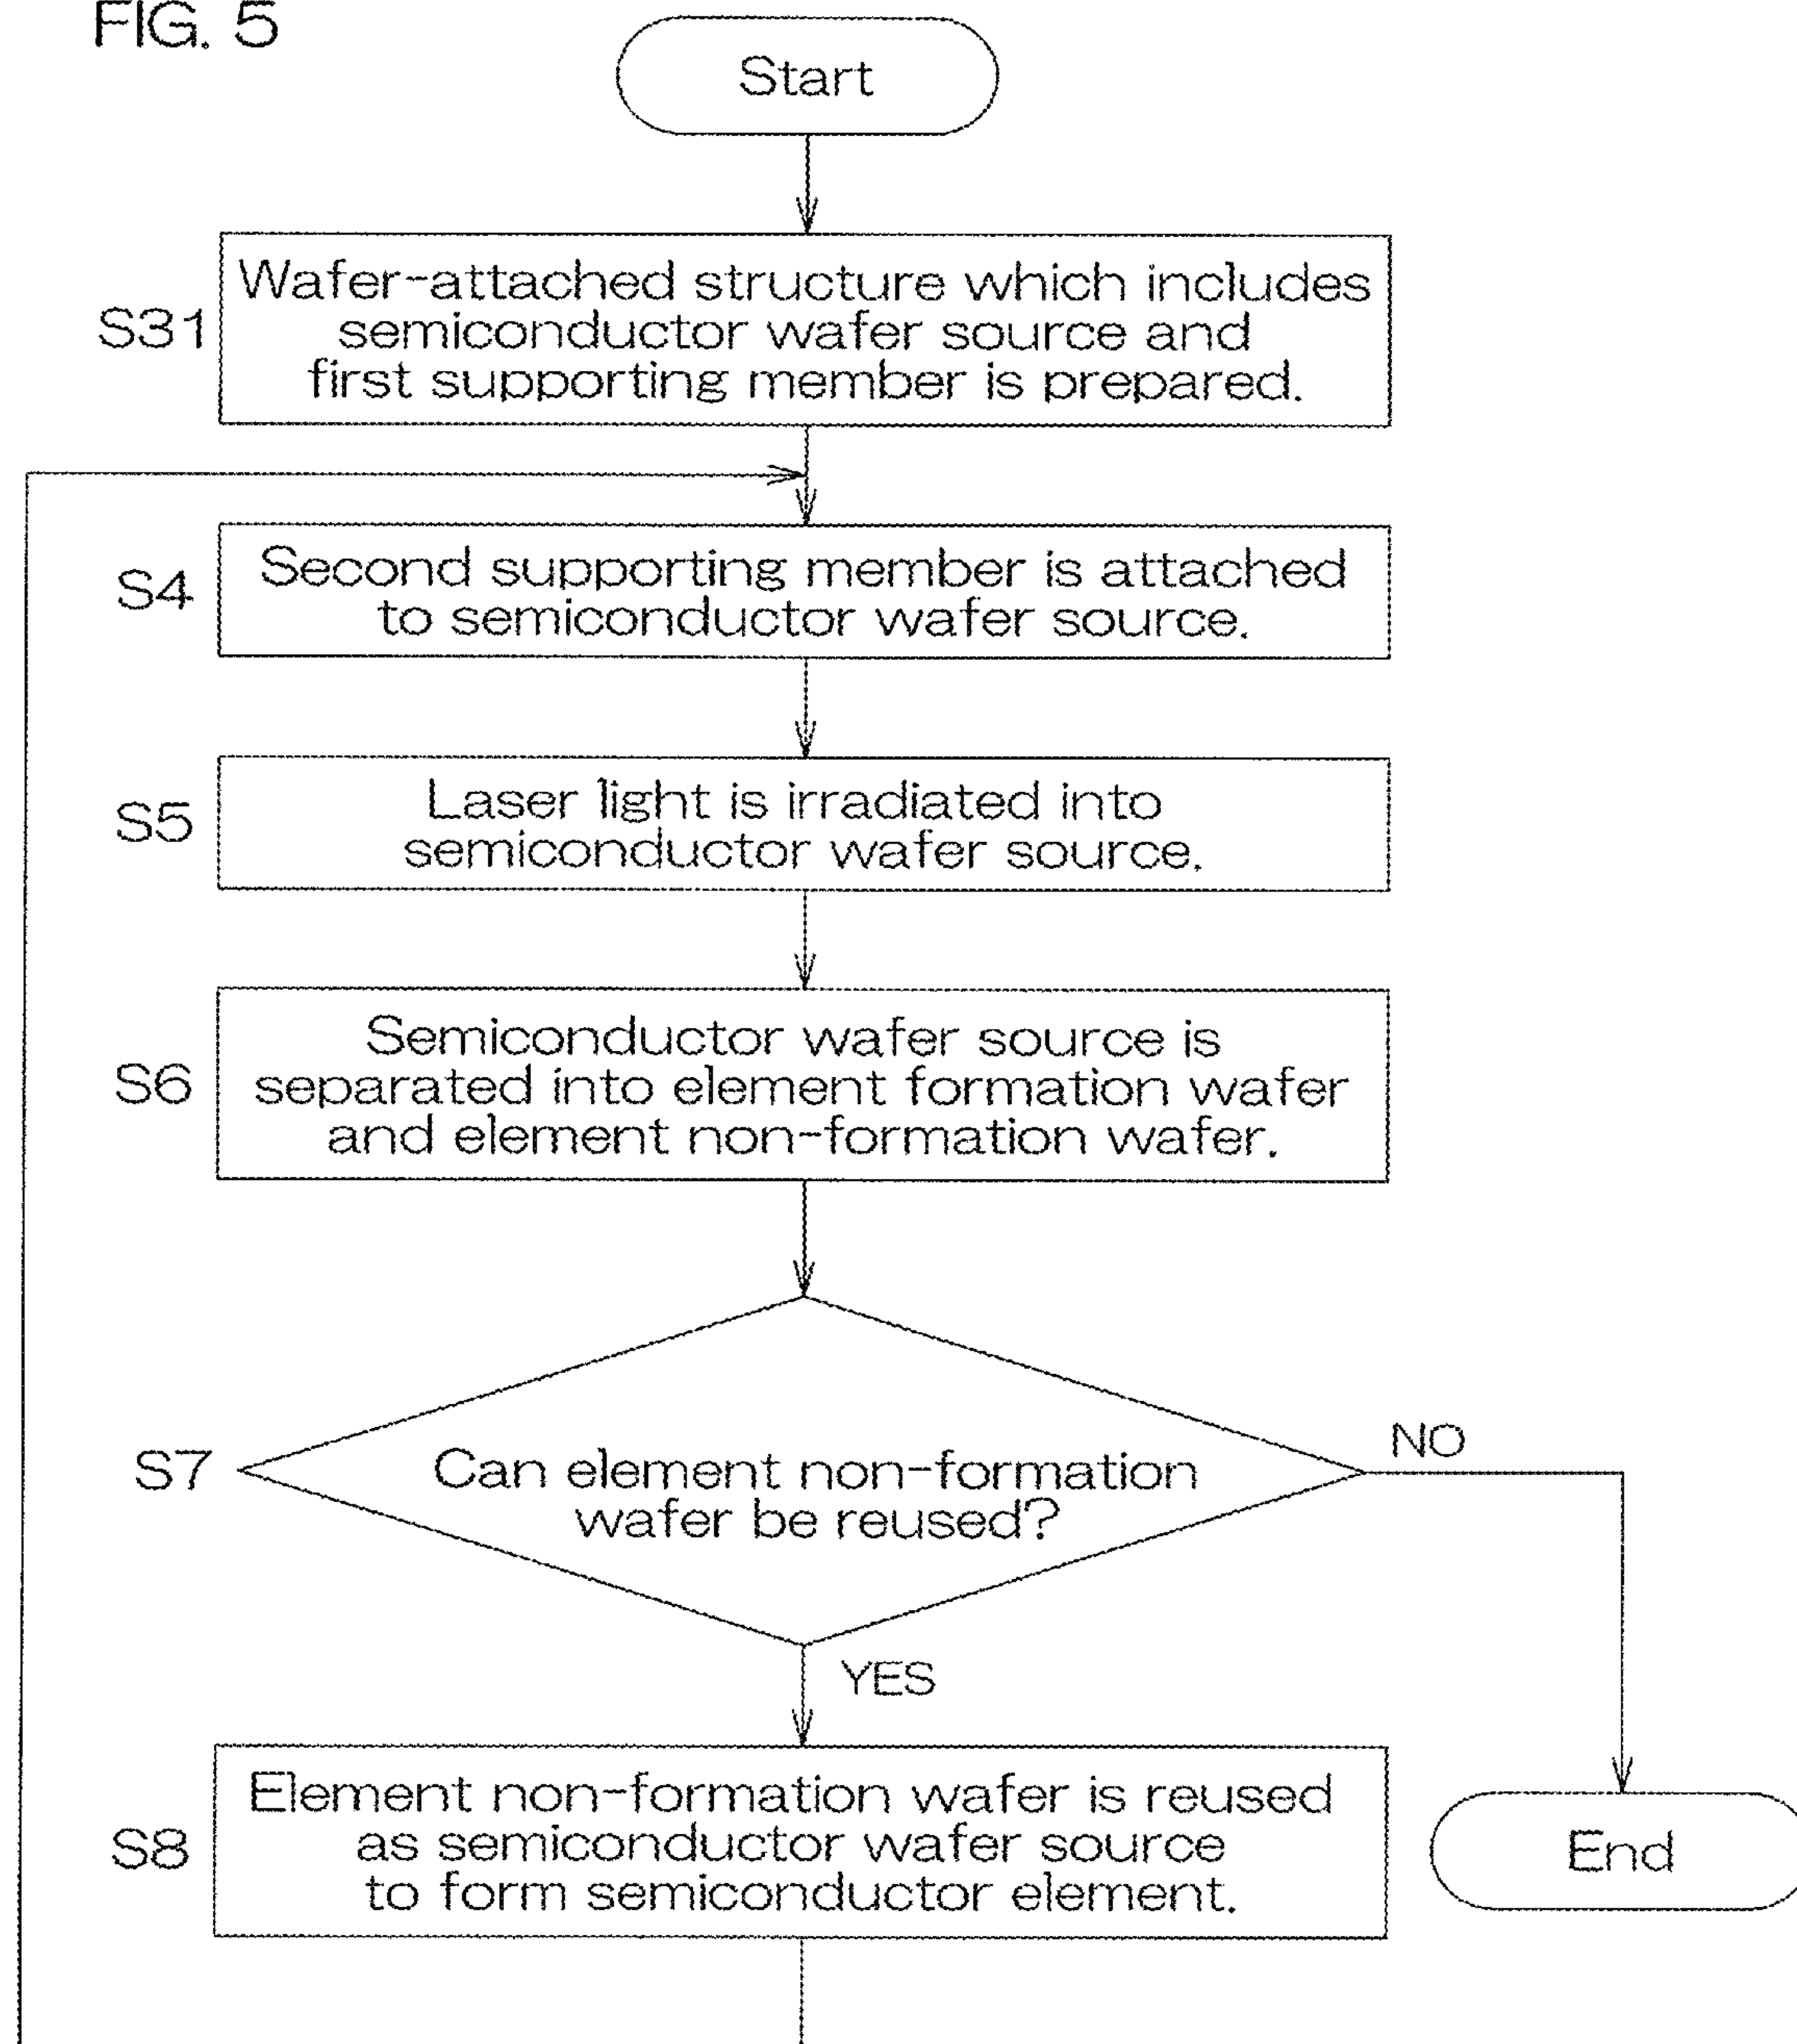 FIG. 5
Start
S31
Wafer-attached structure which includes
semiconductor wafer source and
first supporting member is prepared.
S4
Second supporting member is attached
to semiconductor wafer source.
S5
Laser light is irradiated into
semiconductor wafer source.
S6
Semiconductor wafer source is
separated into element formation wafer
and element non-formation wafer.
S7
Can element non-formation
wafer be reused?
NO
YES
S8
Element non-formation wafer is reused
as semiconductor wafer source
to form semiconductor element.
End